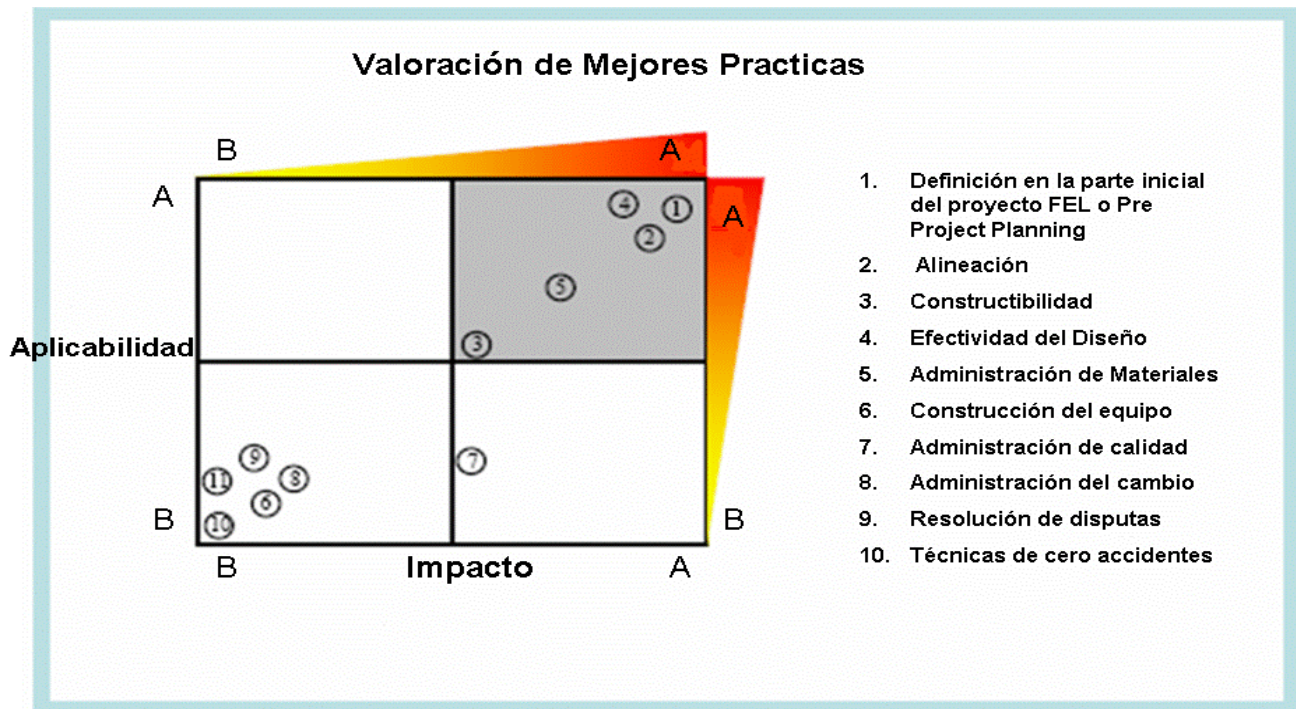 Valoración de Mejores Practicas
B
A
A
A
4
1
2
5
3
Aplicabilidad
9
11
8
6
10
7
B
B
B
Impacto
A
1. Definición en la parte inicial
del proyecto FEL o Pre
Project Planning
2. Alineación
3. Constructibilidad
4. Efectividad del Diseño
5. Administración de Materiales
6. Construcción del equipo
7. Administración de calidad
8. Administración del cambio
9. Resolución de disputas
10. Técnicas de cero accidentes